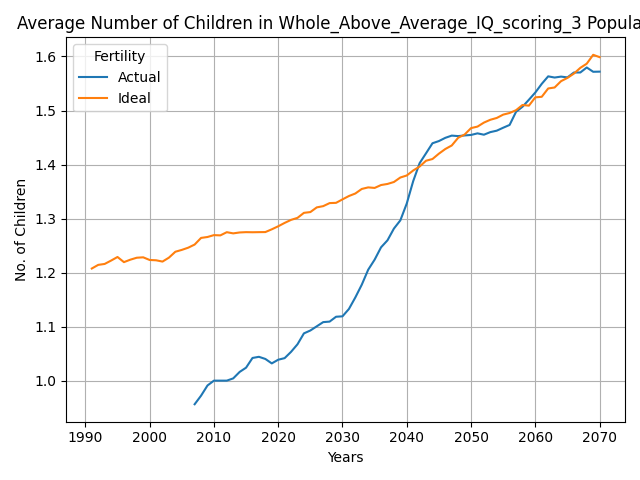 Average Number of Children in Whole_Above_Average_IQ_scoring_3 Popula
Fertility
Actual
Ideal
No. of Children
1.6
1.5
1.4
1.3
1.2
1.1
1.0
1990 2000 2010 2020 2030 2040 2050 2060 2070
Years